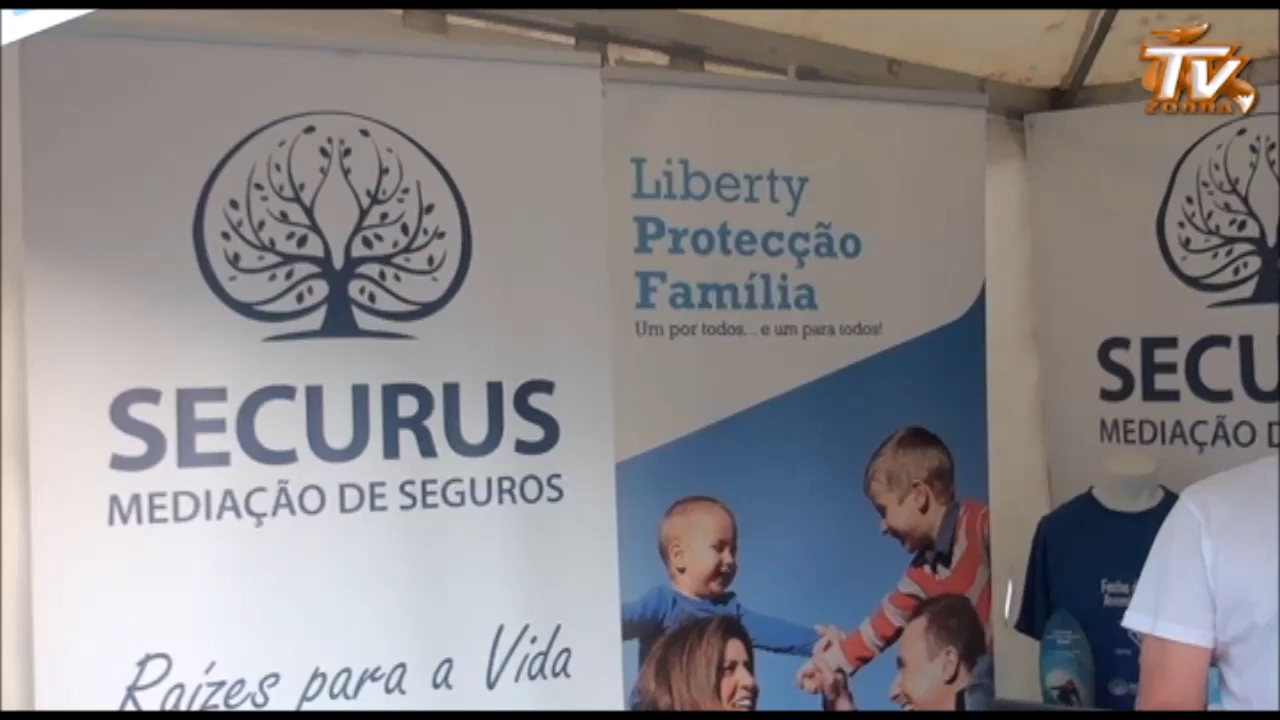 SECURUS
MEDIAÇÃO DE SEGUROS
Raízes para a Vida
Liberty
Protecção
Família
Um por todos... e um para todos!
TV
ZORRA
SECU
MEDIAÇÃO D